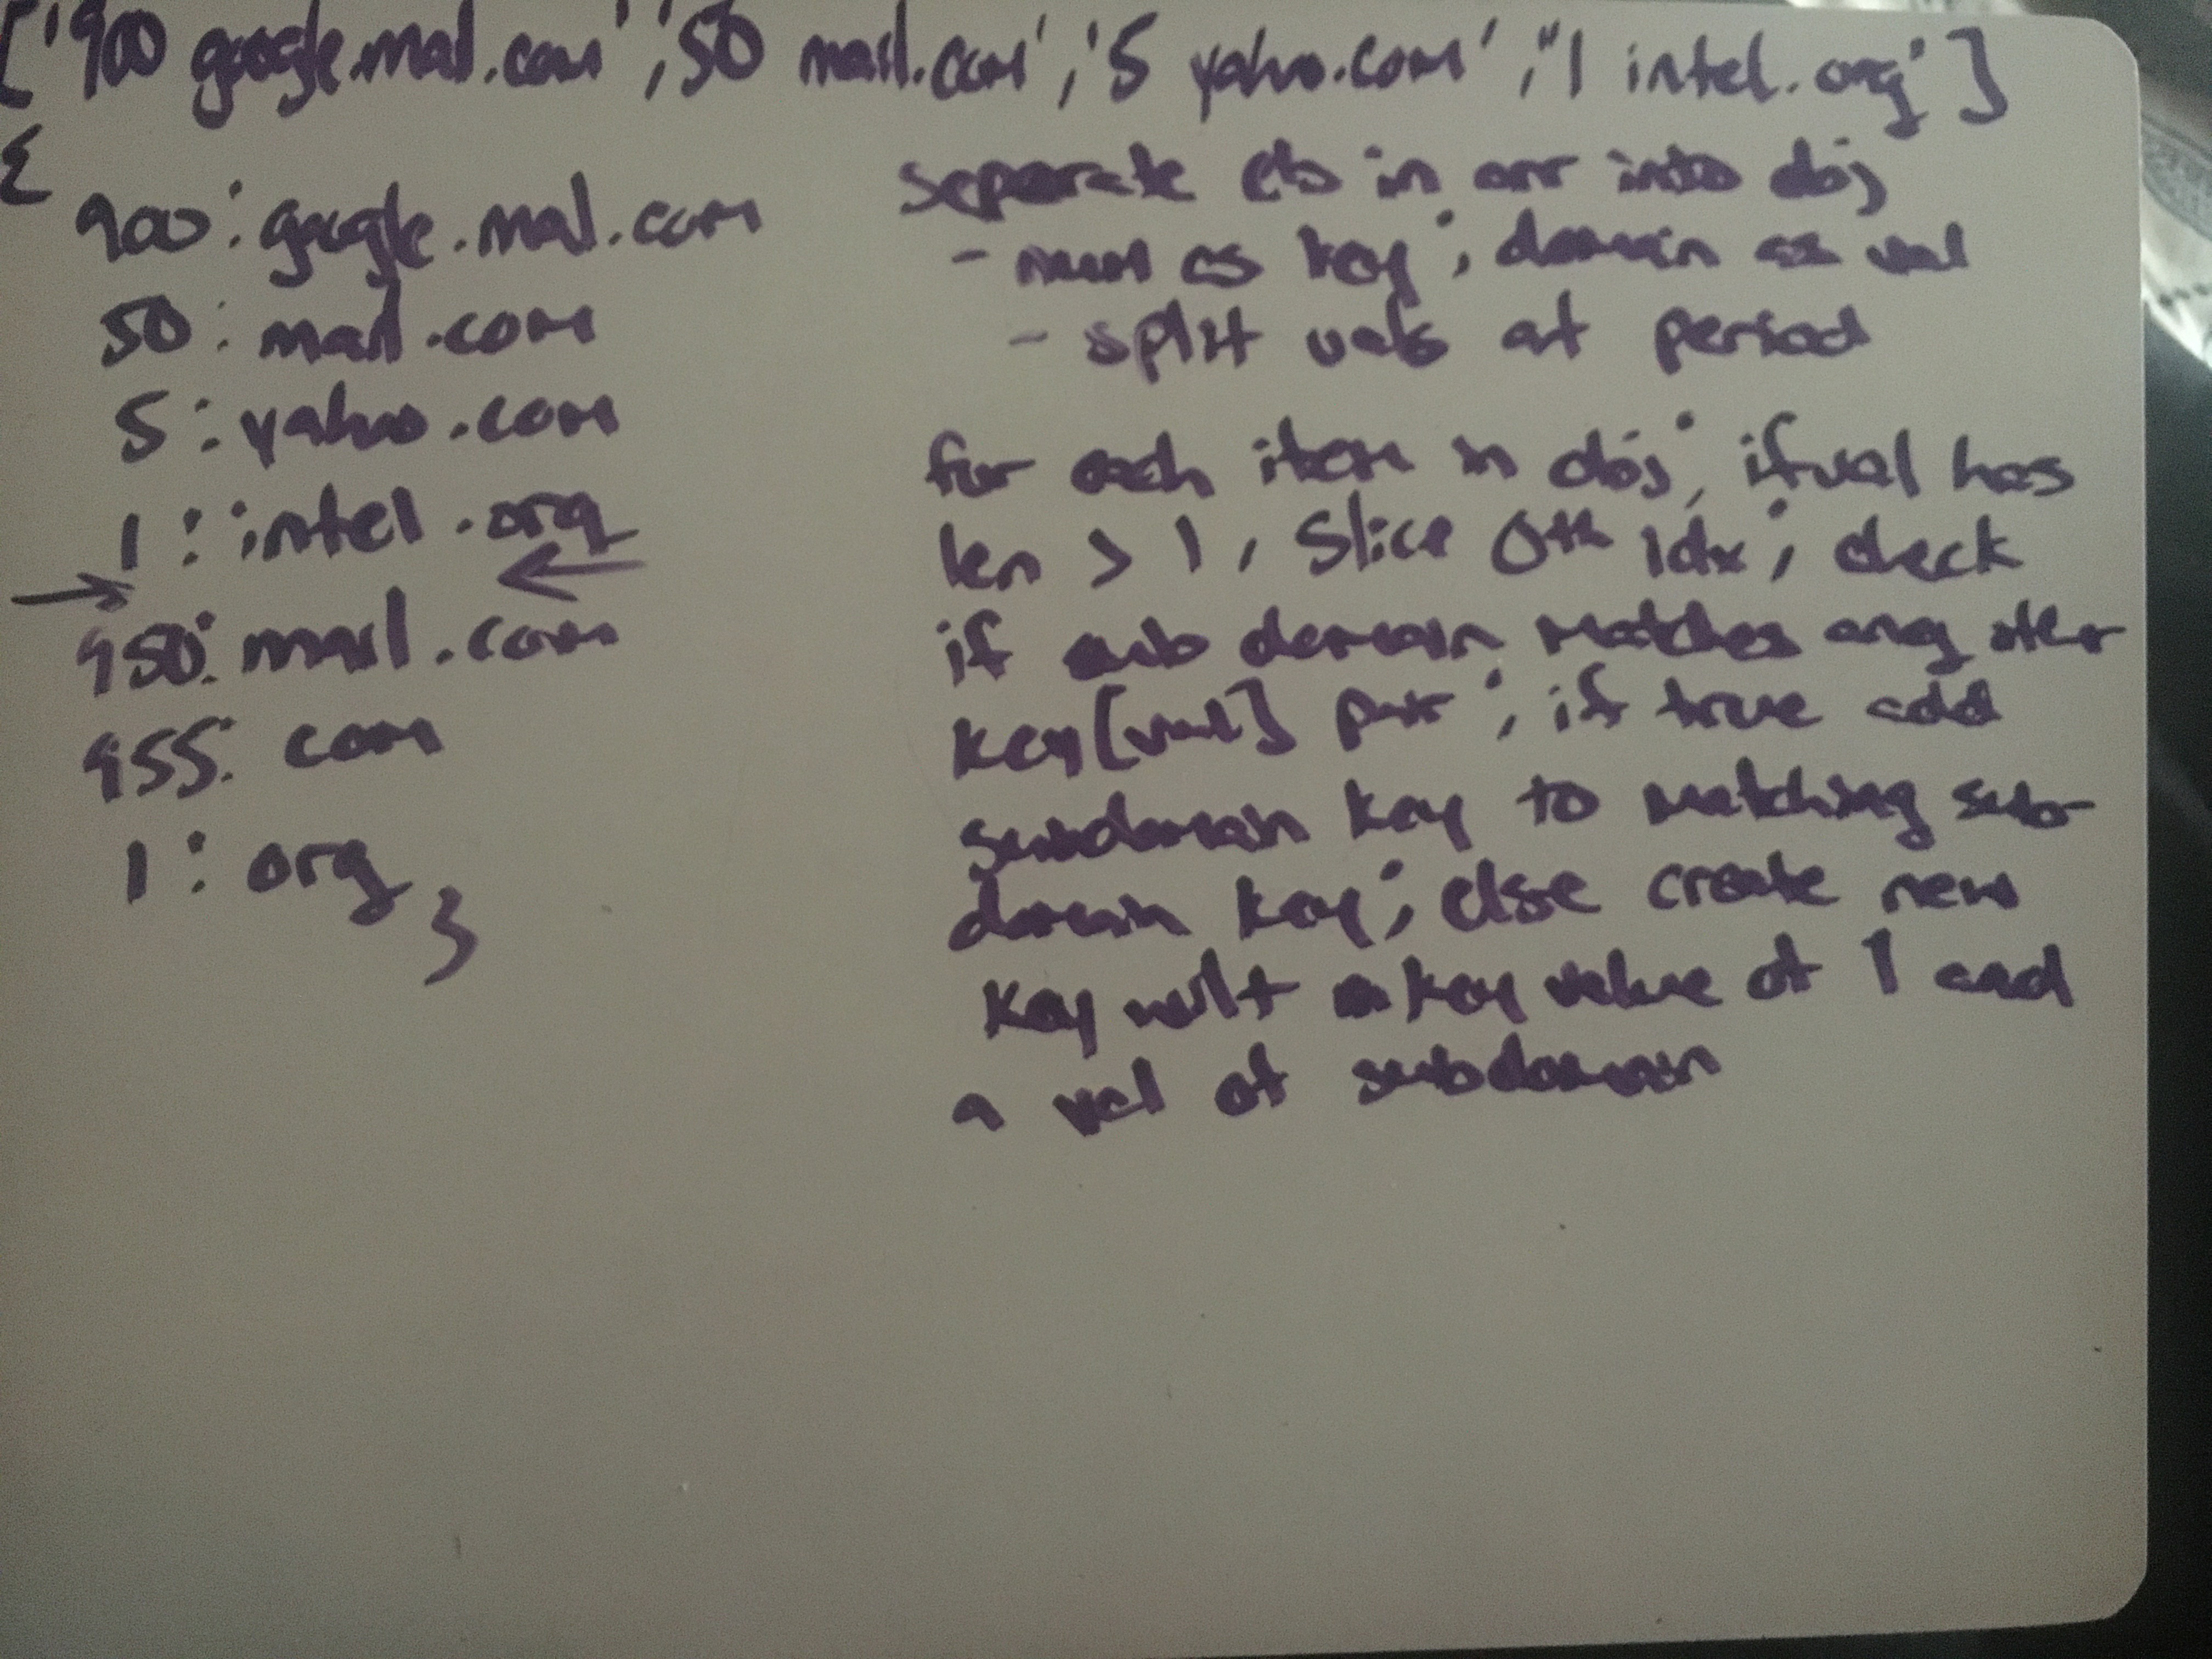 ['900 google.mail.com','50 mail.com','5 yahoo.com',"1 intel.org']
{
900: google.mail.com
50: mail.com
5: yahoo.com
1: intel.org
→ ←
950: mail.com
955: com
1: org }
separate els in arr into obj
- num as key; domain as val
- split vals at period
for each item in obj; if val has
len > 1, slice 0th idx; check
if sub domain matches any other
key[val] pair; if true add
subdomain key to matching sub-
domain key; else create new
key with a key value of 1 and
a val of subdomain